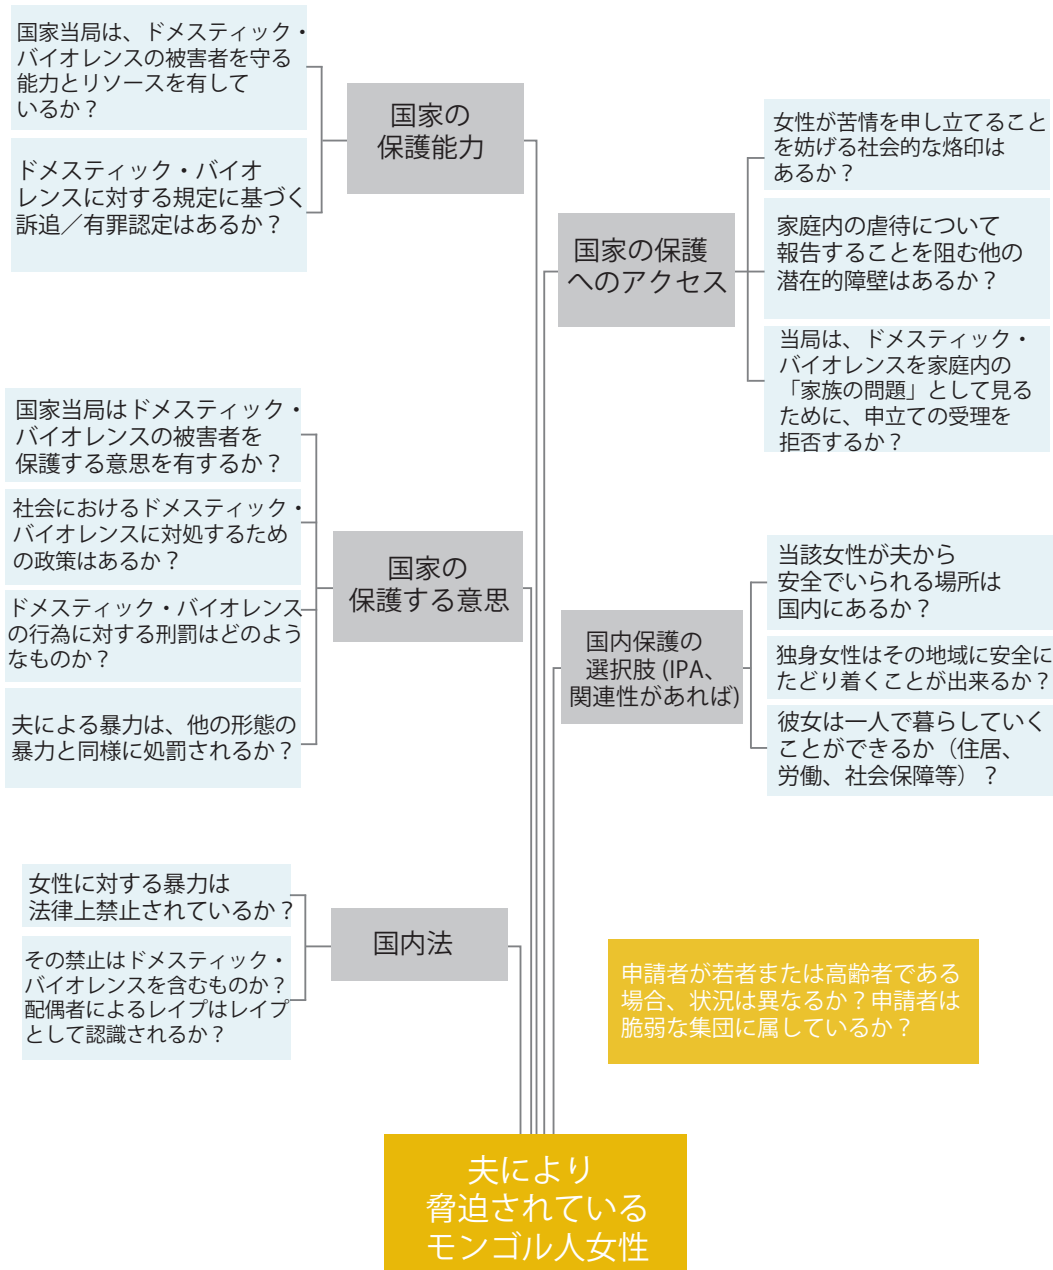 国家当局は、ドメスティック・
バイオレンスの被害者を守る
能力とリソースを有して
いるか？
ドメスティック・バイオ
レンスに対する規定に基づく
訴追／有罪認定はあるか？
国家の
保護能力
女性が苦情を申し立てること
を妨げる社会的な烙印は
あるか？
家庭内の虐待について
報告することを阻む他の
潜在的障壁はあるか？
当局は、ドメスティック・
バイオレンスを家庭内の
「家族の問題」として見る
ために、申立ての受理を
拒否するか？
国家の保護
へのアクセス
国家当局はドメスティック・
バイオレンスの被害者を
保護する意思を有するか？
社会におけるドメスティック・
バイオレンスに対処するため
の政策はあるか？
ドメスティック・バイオレンス
の行為に対する刑罰はどのよう
なものか？
夫による暴力は、他の形態の
暴力と同様に処罰されるか？
国家の
保護する意思
当該女性が夫から
安全でいられる場所は
国内にあるか？
独身女性はその地域に安全に
たどり着くことが出来るか？
彼女は一人で暮らしていく
ことができるか（住居、
労働、社会保障等）？
国内保護の
選択肢 (IPA、
関連性があれば)
女性に対する暴力は
法律上禁止されているか？
その禁止はドメスティック・
バイオレンスを含むものか？
配偶者によるレイプはレイプ
として認識されるか？
国内法
申請者が若者または高齢者である
場合、状況は異なるか？申請者は
脆弱な集団に属しているか？
夫により
脅迫されている
モンゴル人女性